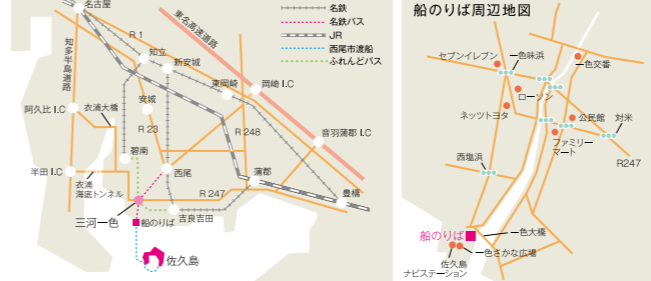 名古屋
東名高速道路
名鉄
名鉄バス
JR
西尾市渡船
ふれんどバス
R 1
知多半島道路
知立
新安城
東岡崎
岡崎 I.C
阿久比 I.C
衣浦大橋
安城
R 23
R 248
音羽蒲郡 I.C
碧南
半田 I.C
西尾
蒲郡
衣浦
海底トンネル
R 247
豊橋
三河一色
吉良吉田
船のりば
佐久島
船のりば周辺地図
セブンイレブン
一色味浜
一色交番
ローソン
ネッツトヨタ
公民館
対米
ファミリー
マート
西塩浜
R247
船のりば
一色大橋
一色さかな広場
佐久島
ナビステーション